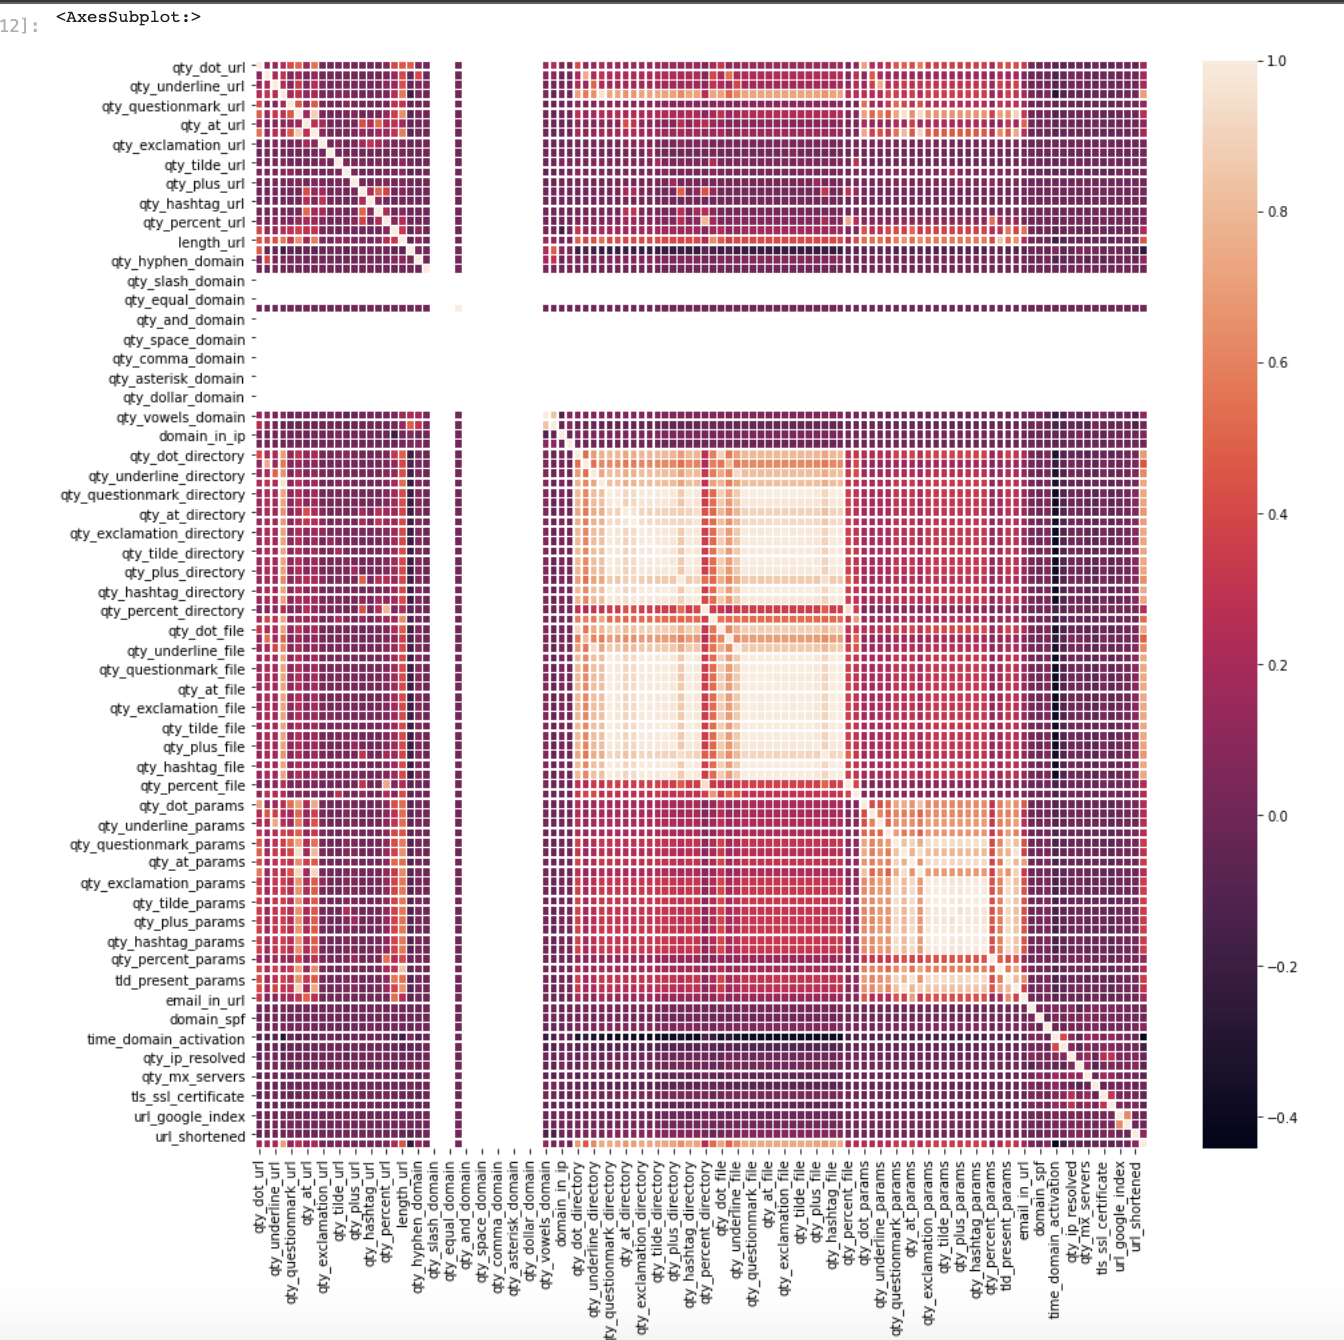 <AxesSubplot:>
12]:
qty_dot_url
qty_underline_url
qty_questionmark_url
qty_at_url
qty_exclamation_url
qty_tilde_url
qty_plus_url
qty_hashtag_url
qty_percent_url
length_url
qty_hyphen_domain
qty_slash_domain
qty_equal_domain
qty_and_domain
qty_space_domain
qty_comma_domain
qty_asterisk_domain
qty_dollar_domain
qty_vowels_domain
domain_in_ip
qty_dot_directory
qty_underline_directory
qty_questionmark_directory
qty_at_directory
qty_exclamation_directory
qty_tilde_directory
qty_plus_directory
qty_hashtag_directory
qty_percent_directory
qty_dot_file
qty_underline_file
qty_questionmark_file
qty_at_file
qty_exclamation_file
qty_tilde_file
qty_plus_file
qty_hashtag_file
qty_percent_file
qty_dot_params
qty_underline_params
qty_questionmark_params
qty_at_params
qty_exclamation_params
qty_tilde_params
qty_plus_params
qty_hashtag_params
qty_percent_params
tld_present_params
email_in_url
domain_spf
time_domain_activation
qty_ip_resolved
qty_mx_servers
tls_ssl_certificate
url_google_index
url_shortened
qty_dot_url
qty_underline_url
qty_questionmark_url
qty_at_url
qty_exclamation_url
qty_tilde_url
qty_plus_url
qty_hashtag_url
qty_percent_url
length_url
qty_hyphen_domain
qty_slash_domain
qty_equal_domain
qty_and_domain
qty_space_domain
qty_comma_domain
qty_asterisk_domain
qty_dollar_domain
qty_vowels_domain
domain_in_ip
qty_dot_directory
qty_underline_directory
qty_questionmark_directory
qty_at_directory
qty_exclamation_directory
qty_tilde_directory
qty_plus_directory
qty_hashtag_directory
qty_percent_directory
qty_dot_file
qty_underline_file
qty_questionmark_file
qty_at_file
qty_exclamation_file
qty_tilde_file
qty_plus_file
qty_hashtag_file
qty_percent_file
qty_dot_params
qty_underline_params
qty_questionmark_params
qty_at_params
qty_exclamation_params
qty_tilde_params
qty_plus_params
qty_hashtag_params
qty_percent_params
tld_present_params
email_in_url
domain_spf
time_domain_activation
qty_ip_resolved
qty_mx_servers
tls_ssl_certificate
url_google_index
url_shortened
1.0
0.8
0.6
0.4
0.2
0.0
−0.2
−0.4